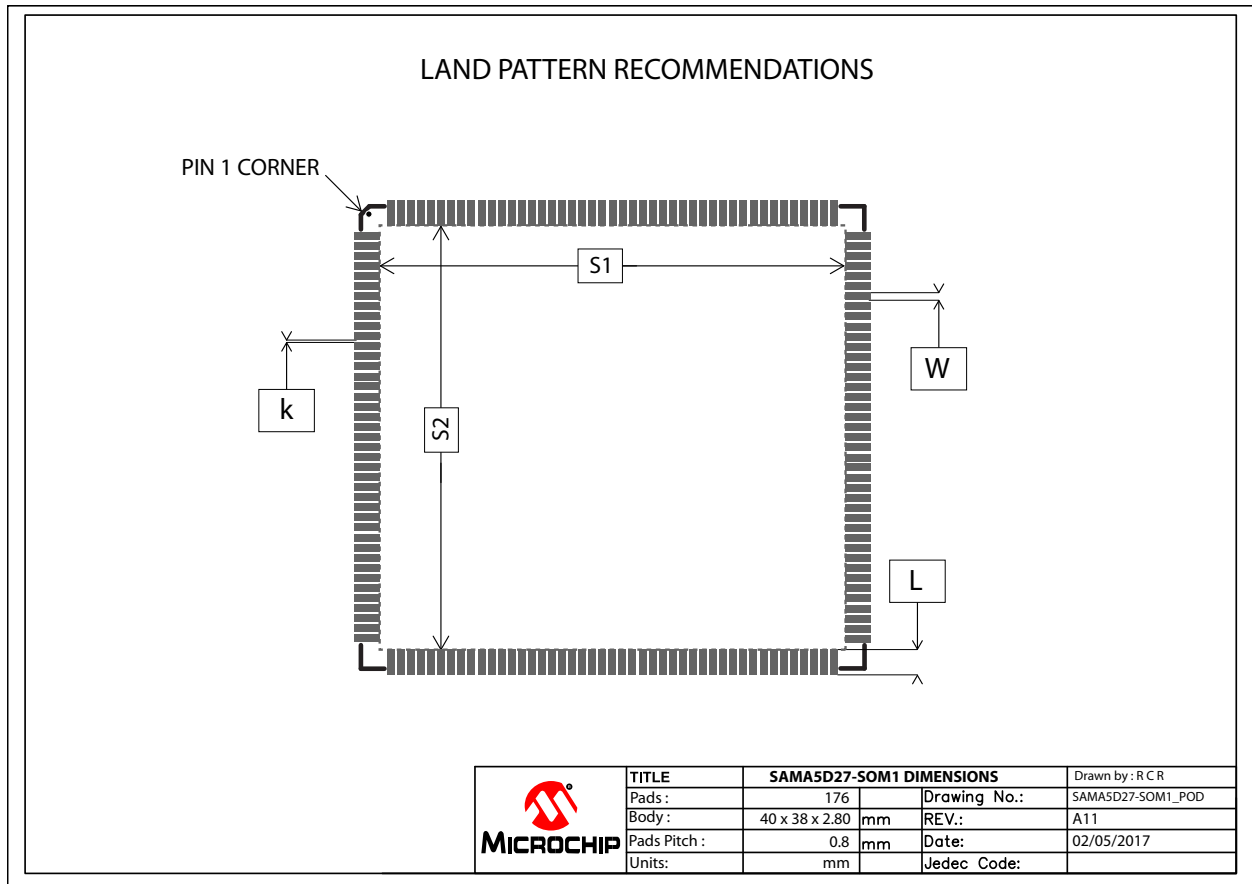 LAND PATTERN RECOMMENDATIONS
PIN 1 CORNER
S1
W
k
S2
L
MICROCHIP
TITLE SAMA5D27-SOM1 DIMENSIONS Drawn by : R C R
Pads : 176 Drawing No.: SAMA5D27-SOM1_POD
Body : 40 x 38 x 2.80 mm REV.: A11
Pads Pitch : 0.8 mm Date: 02/05/2017
Units: mm Jedec Code: